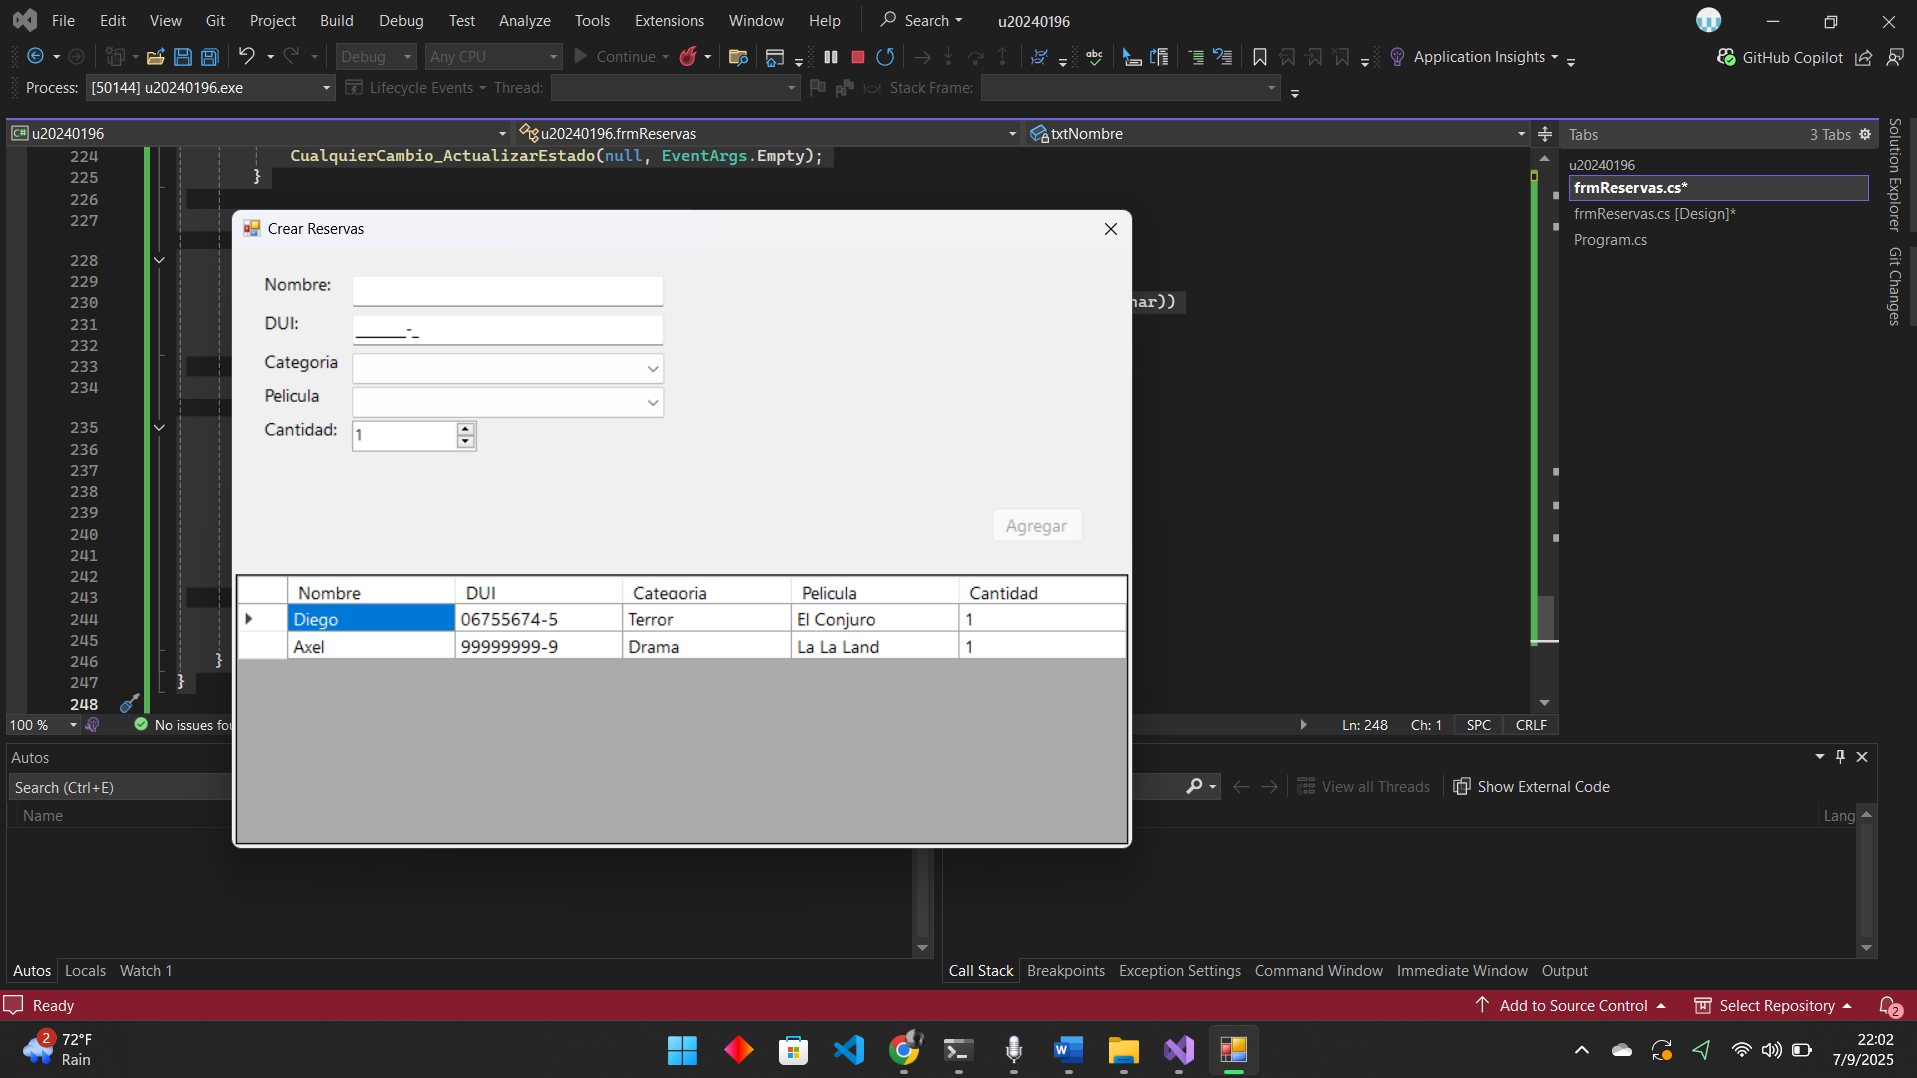 File Edit View Git Project Build Debug Test Analyze Tools Extensions Window Help Search u20240196
Debug Any CPU Continue abc Application Insights GitHub Copilot
Process: [50144] u20240196.exe Lifecycle Events Thread: Stack Frame:
C# u20240196 u20240196.frmReservas txtNombre Tabs 3 Tabs
224 CualquierCambio_ActualizarEstado(null, EventArgs.Empty);
225 }
226
227
228
229
230 har))
231
232
233
234
235
236
237
238
239
240
241
242
243
244
245
246 }
247 }
248
u20240196
frmReservas.cs*
frmReservas.cs [Design]*
Program.cs
Solution Explorer
Git Changes
Crear Reservas
Nombre:
DUI: -_
Categoria
Pelicula
Cantidad: 1
Agregar
Nombre DUI Categoria Pelicula Cantidad
Diego 06755674-5 Terror El Conjuro 1
Axel 99999999-9 Drama La La Land 1
100 % No issues fou Ln: 248 Ch: 1 SPC CRLF
Autos
Search (Ctrl+E) View all Threads Show External Code
Name Lang
Autos Locals Watch 1 Call Stack Breakpoints Exception Settings Command Window Immediate Window Output
Ready Add to Source Control Select Repository 2
2 72°F
Rain
W
22:02
7/9/2025